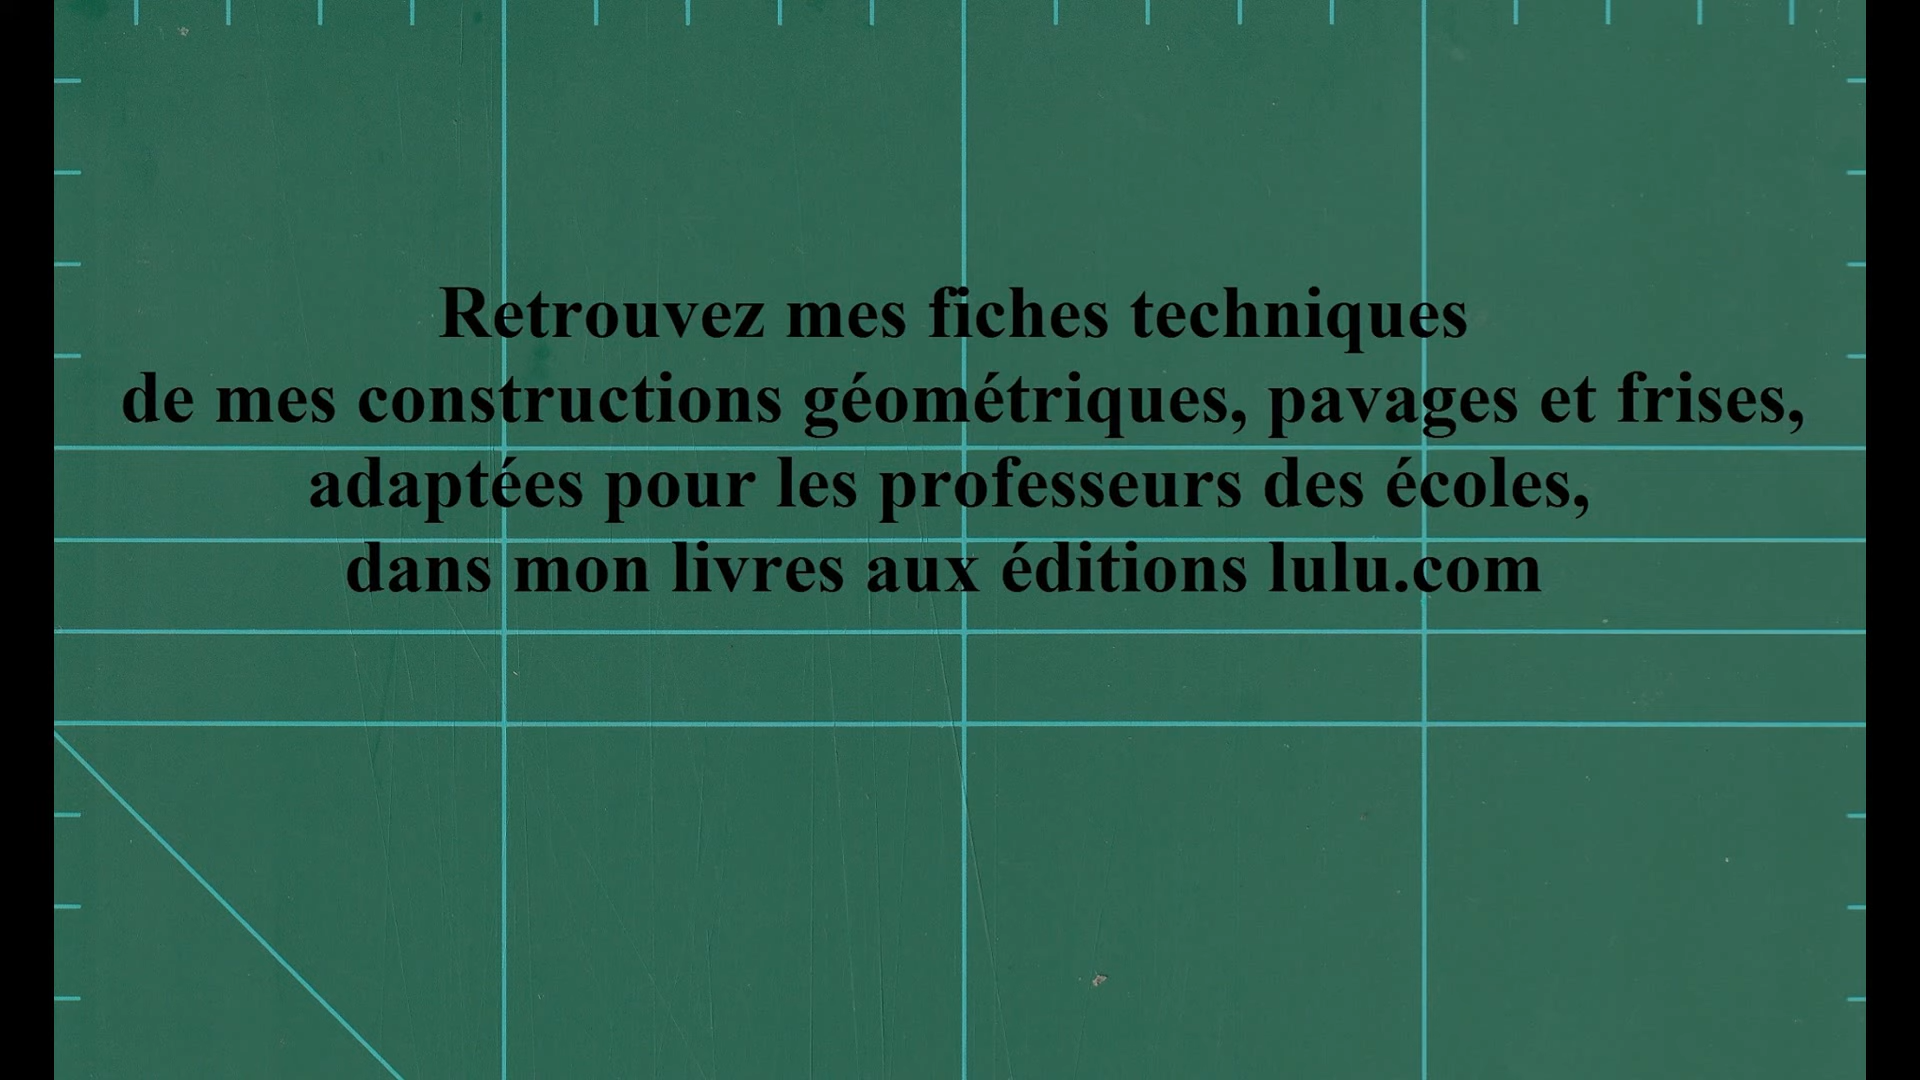 Retrouvez mes fiches techniques
de mes constructions géométriques, pavages et frises,
adaptées pour les professeurs des écoles,
dans mon livres aux éditions lulu.com